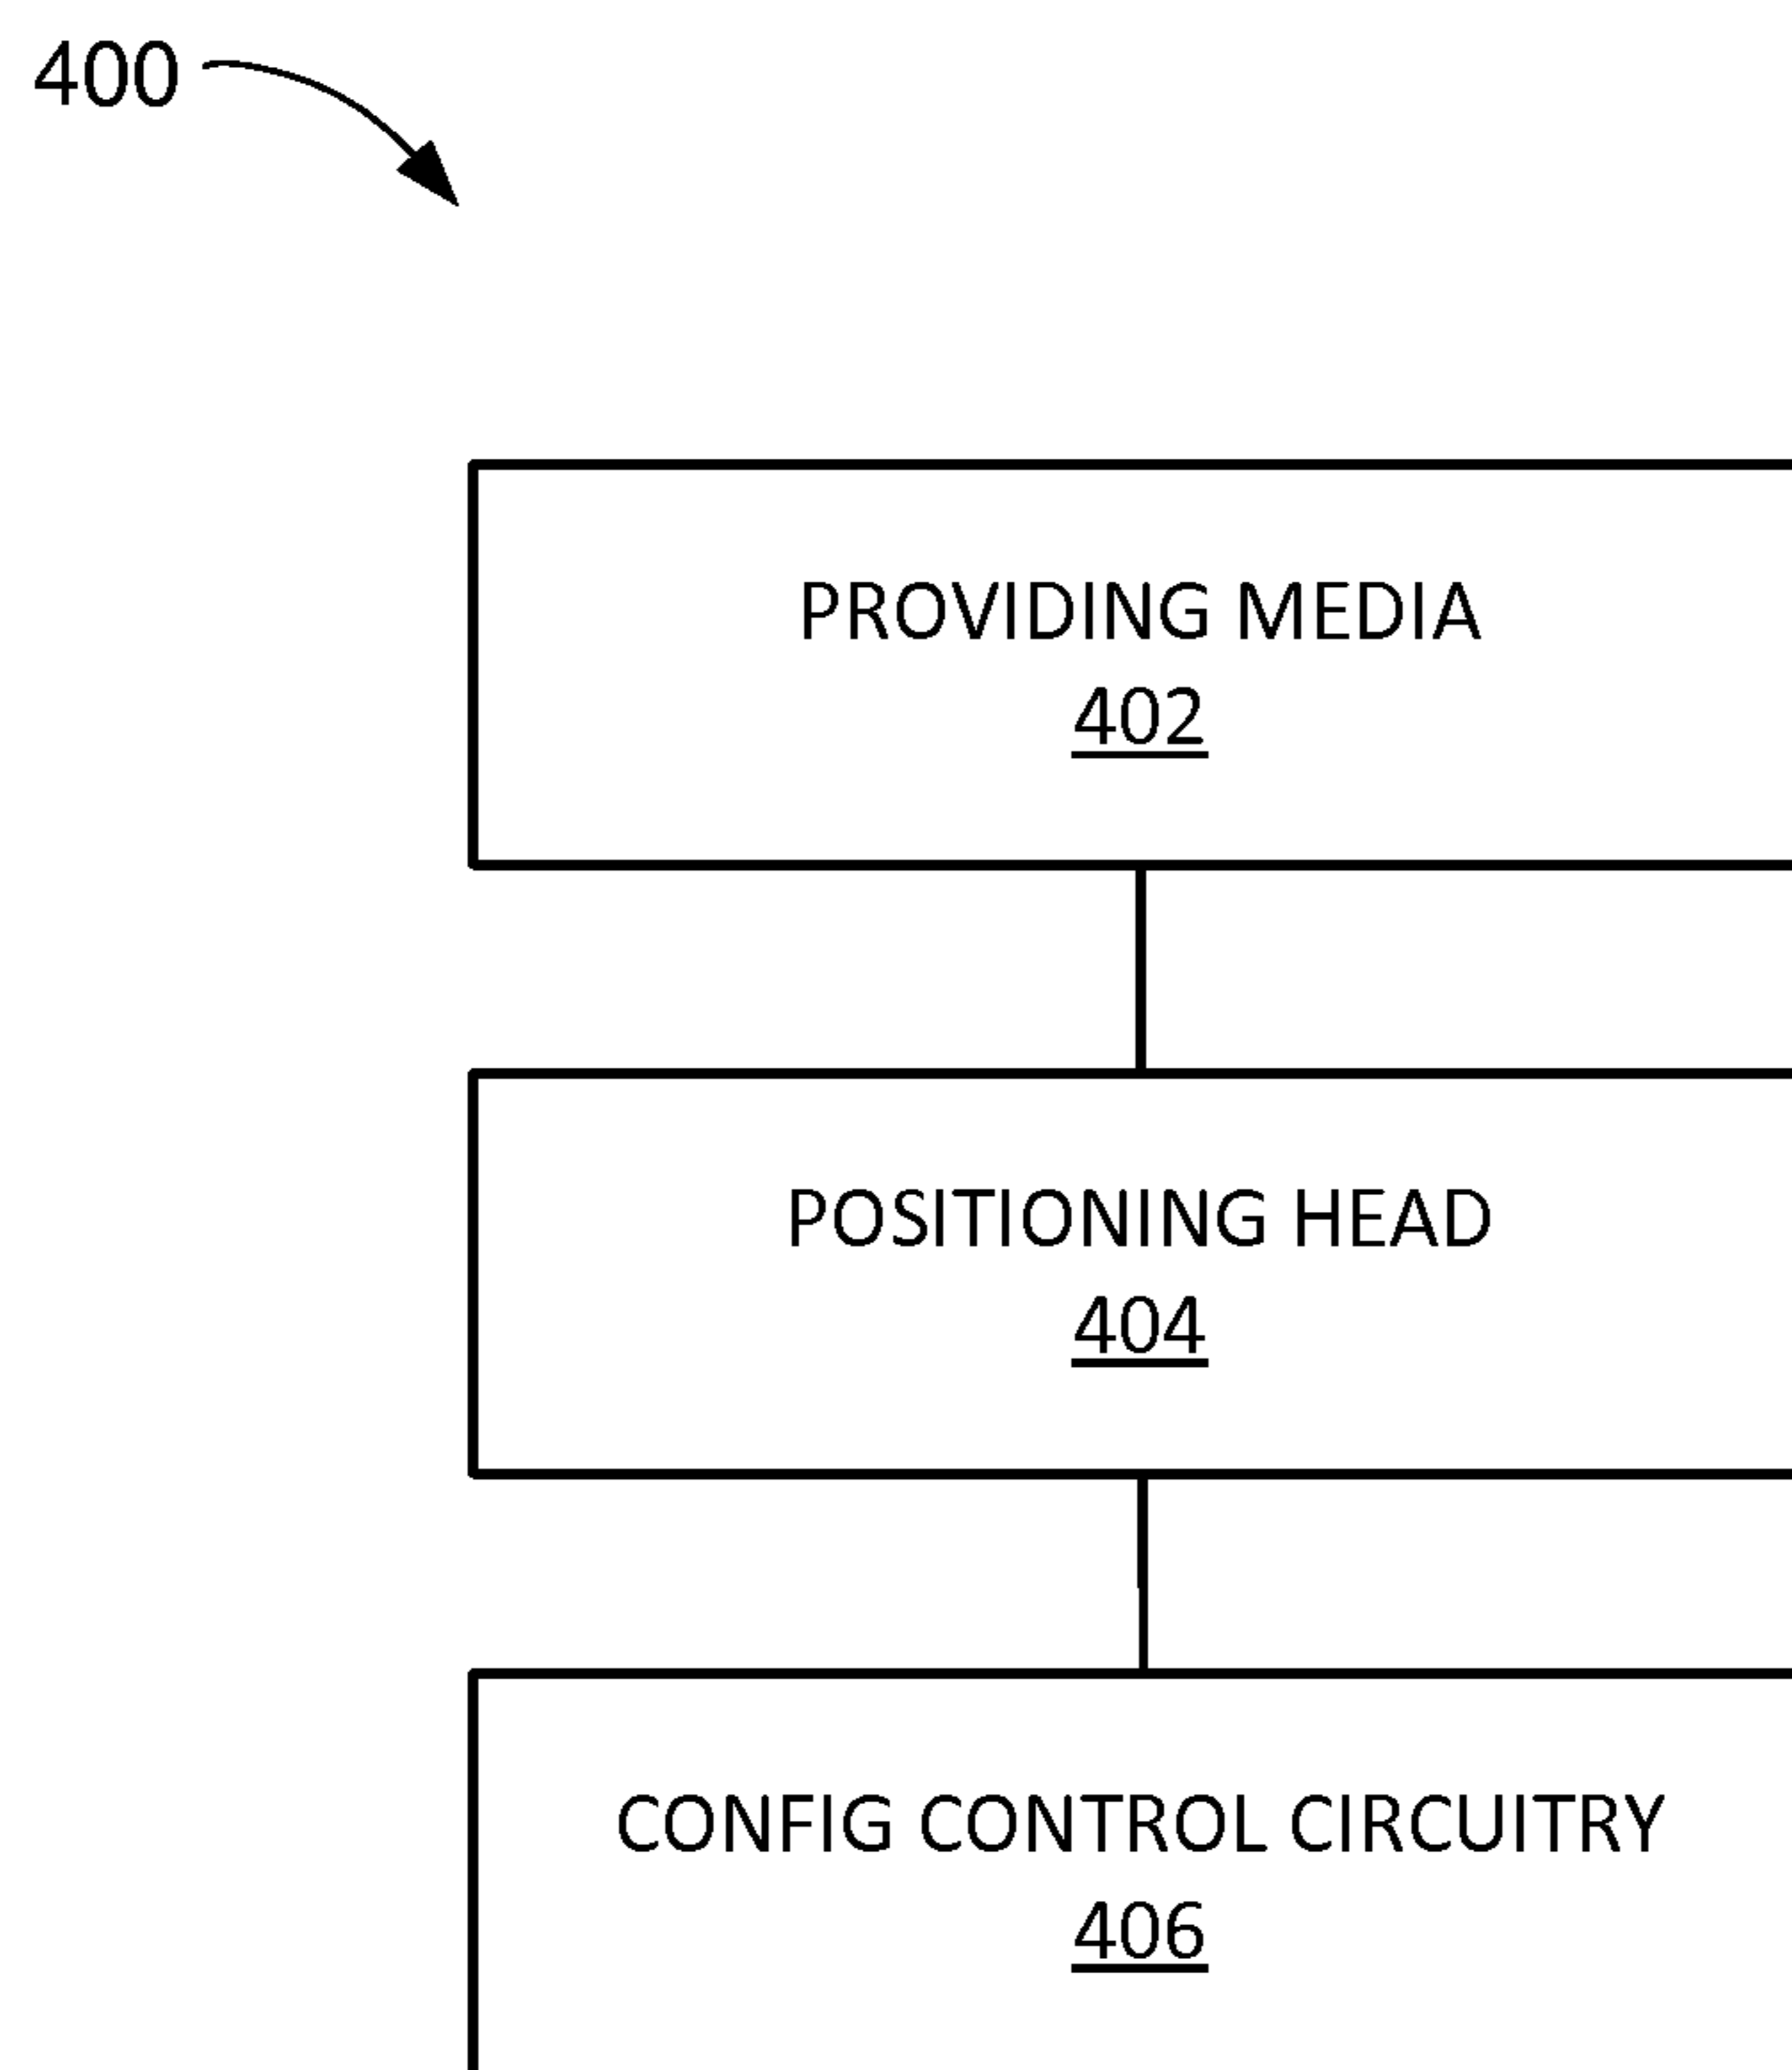 400
PROVIDING MEDIA
402
POSITIONING HEAD
404
CONFIG CONTROL CIRCUITRY
406